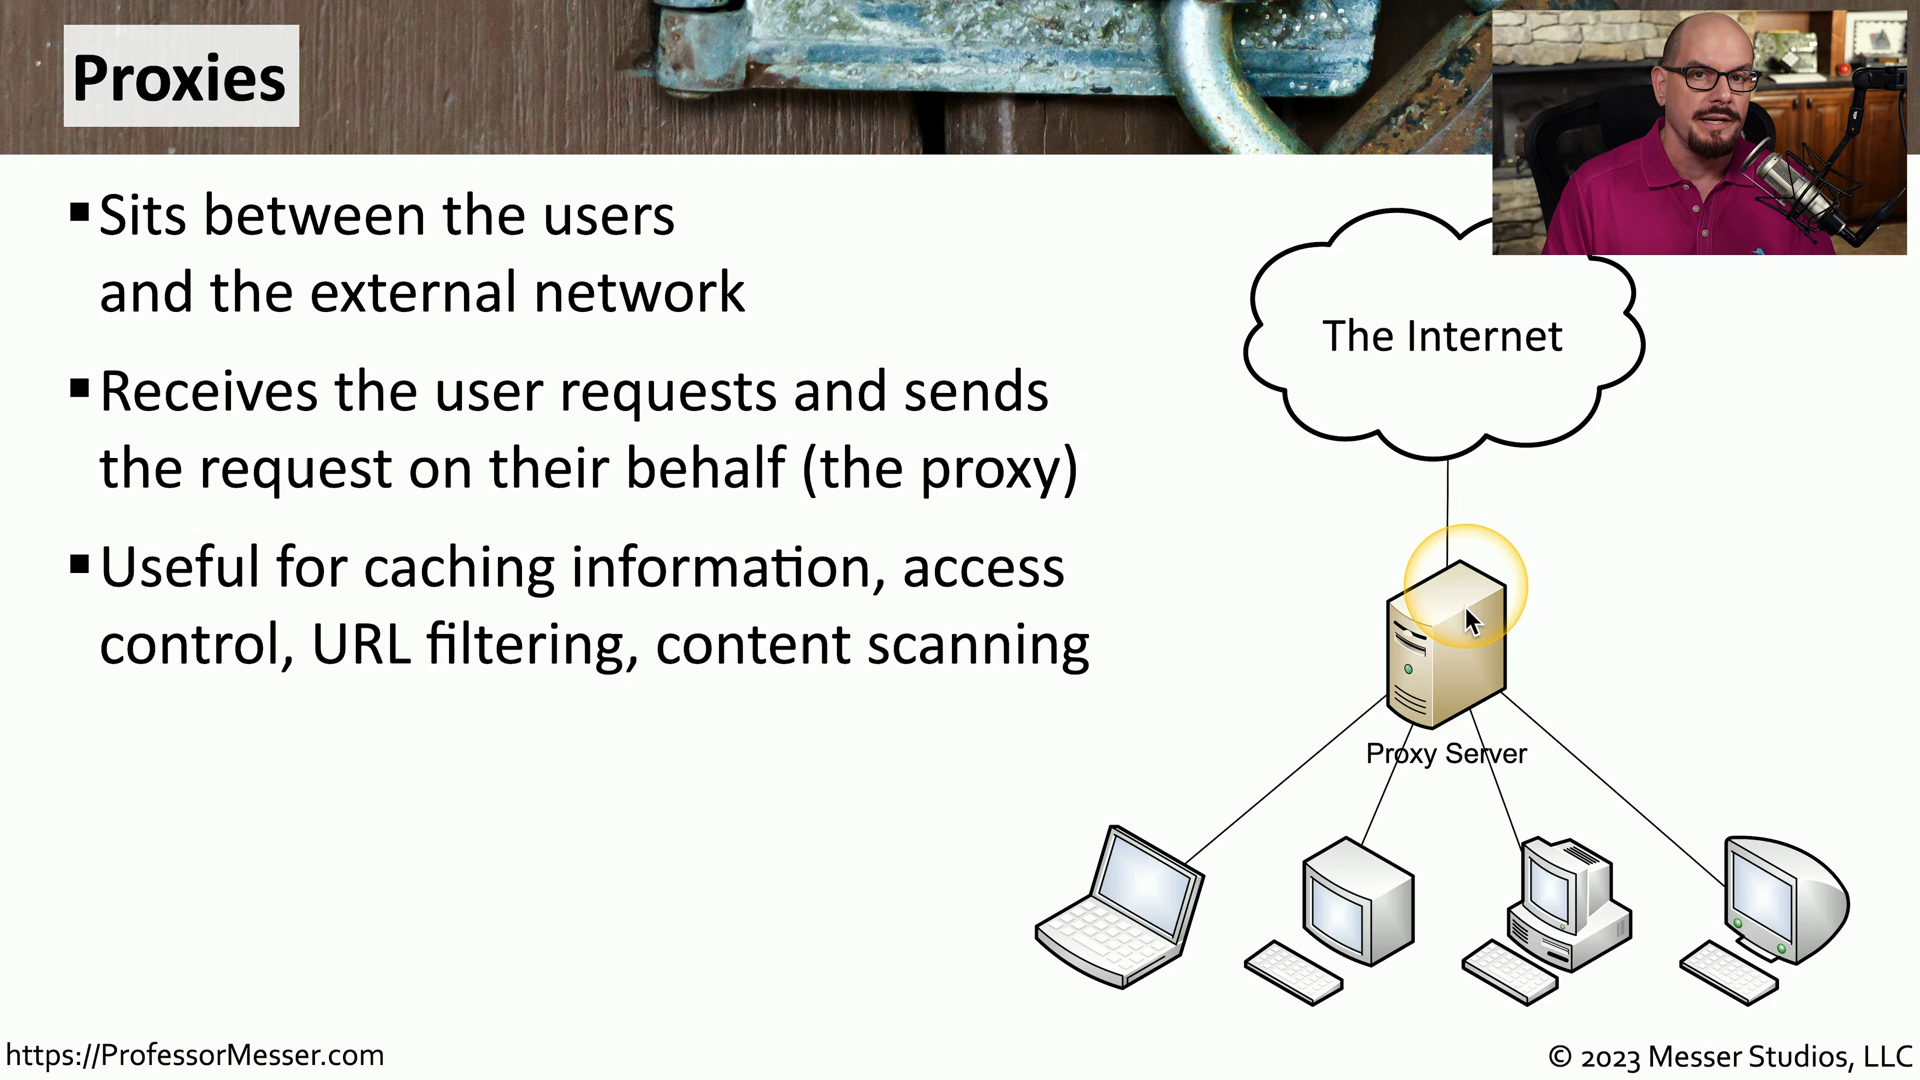 Proxies
▪Sits between the users
and the external network
▪Receives the user requests and sends
the request on their behalf (the proxy)
▪Useful for caching information, access
control, URL filtering, content scanning
The Internet
Proxy Server
https://ProfessorMesser.com
© 2023 Messer Studios, LLC